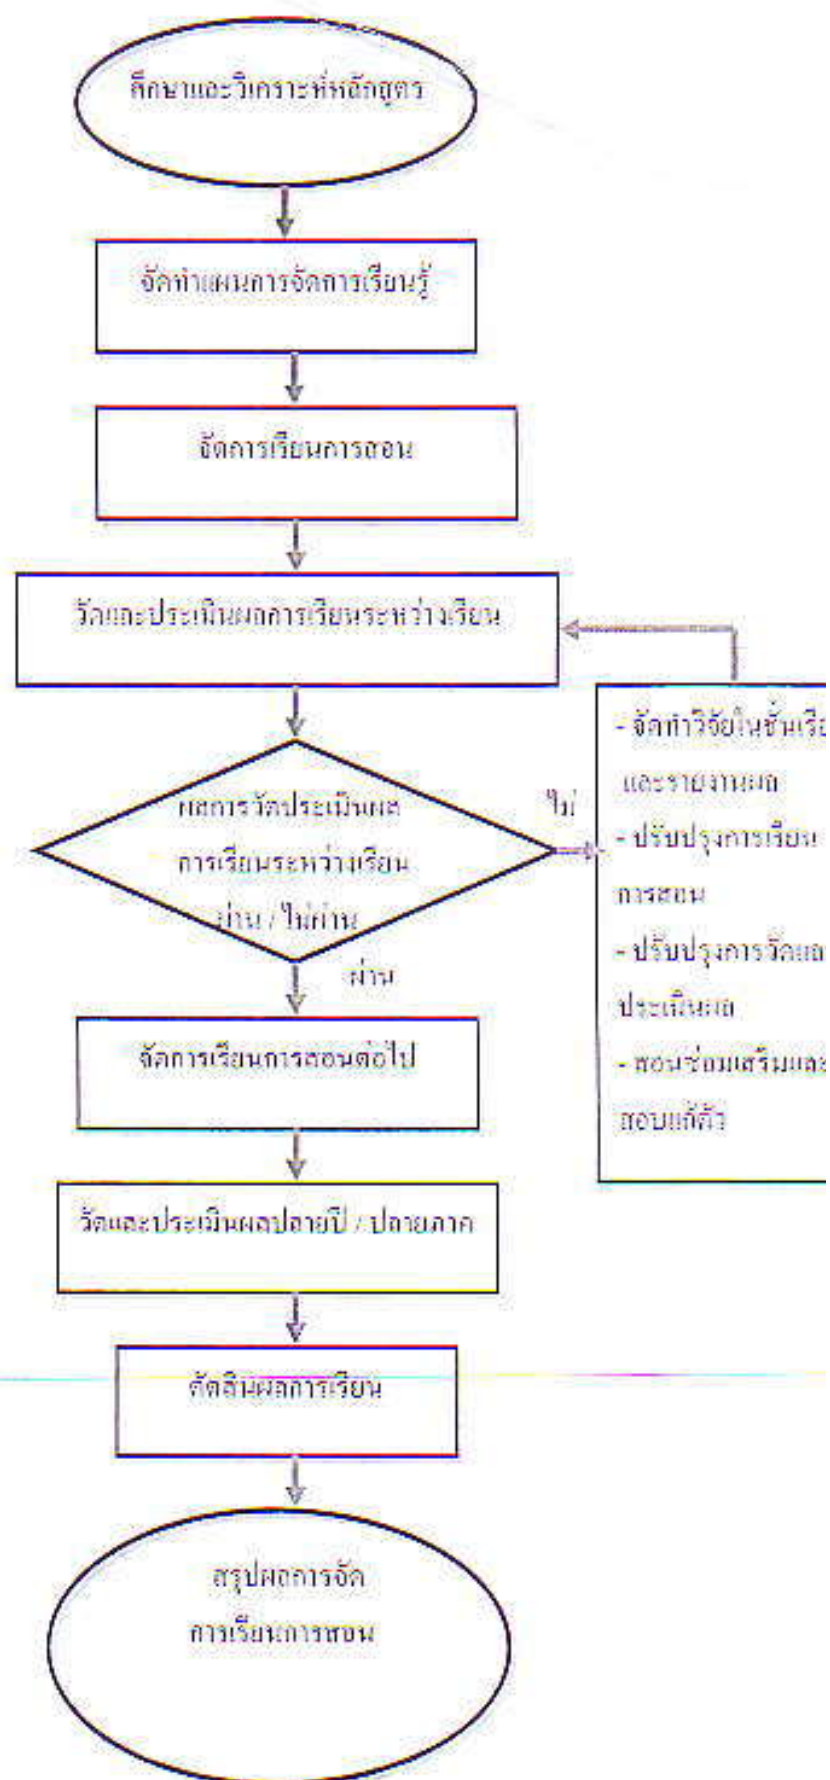 ศึกษาและวิเคราะห์หลักสูตร
จัดทำแผนการจัดการเรียนรู้
จัดการเรียนการสอน
วัดและประเมินผลการเรียนระหว่างเรียน
ผลการวัดประเมินผล
การเรียนระหว่างเรียน
ผ่าน / ไม่ผ่าน
ไม่
- จัดทำวิจัยในชั้นเรีย
และรายงานผล
- ปรับปรุงการเรียน
การสอน
- ปรับปรุงการวัดแล
ประเมินผล
- สอนซ่อมเสริมและ
สอบแก้ตัว
ผ่าน
จัดการเรียนการสอนต่อไป
วัดและประเมินผลปลายปี / ปลายภาค
ตัดสินผลการเรียน
สรุปผลการจัด
การเรียนการสอน